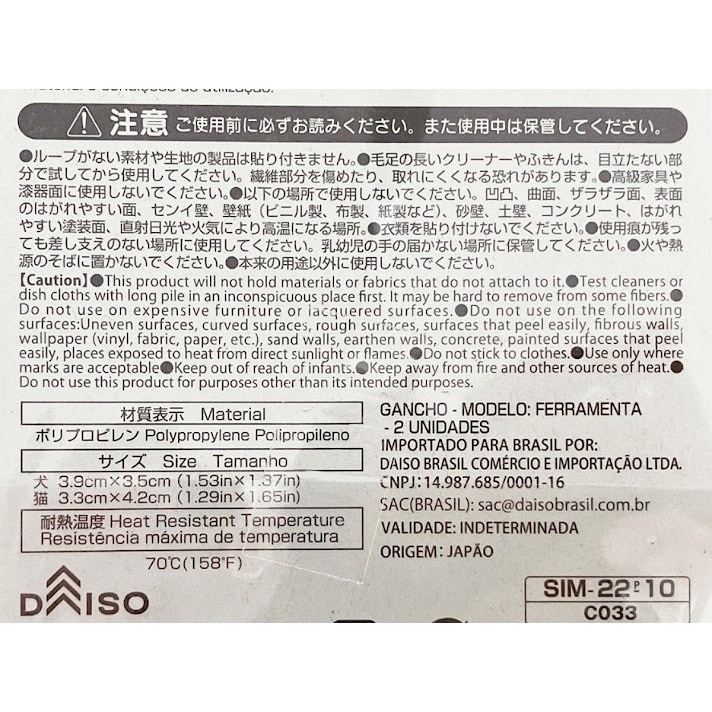 material e condições de utilização.
注意 ご使用前に必ずお読みください。また使用中は保管してください。
●ループがない素材や生地の製品は貼り付きません。●毛足の長いクリーナーやふきんは、目立たない部
分で試してから使用してください。繊維部分を傷めたり、取れにくくなる恐れがあります。●高級家具や
漆器面に使用しないでください。●以下の場所で使用しないでください。凹凸、曲面、ザラザラ面、表面
のはがれやすい面、センイ壁、壁紙(ビニル製、布製、紙製など)、砂壁、土壁、コンクリート、はがれ
やすい塗装面、直射日光や火気により高温になる場所。●衣類を貼り付けないでください。●使用痕が残っ
ても差し支えのない場所に使用してください。乳幼児の手の届かない場所に保管してください。●火や熱
源のそばに置かないでください。●本来の用途以外に使用しないでください。
【Caution】●This product will not hold materials or fabrics that do not attach to it.●Test cleaners or
dish cloths with long pile in an inconspicuous place first. It may be hard to remove from some fibers.●
Do not use on expensive furniture or lacquered surfaces.●Do not use on the following
surfaces:Uneven surfaces, curved surfaces, rough surfaces, surfaces that peel easily, fibrous walls,
wallpaper (vinyl, fabric, paper, etc.), sand walls, earthen walls, concrete, painted surfaces that peel
easily, places exposed to heat from direct sunlight or flames.●Do not stick to clothes.●Use only where
marks are acceptable●Keep out of reach of infants.●Keep away from fire and other sources of heat.●
Do not use this product for purposes other than its intended purposes.
材質表示 Material
ポリプロピレン Polypropylene Polipropileno
サイズ Size Tamanho
犬 3.9cm×3.5cm (1.53in×1.37in)
猫 3.3cm×4.2cm (1.29in×1.65in)
耐熱温度 Heat Resistant Temperature
Resistência máxima de temperatura
70℃(158°F)
DAISO
GANCHO - MODELO: FERRAMENTA
- 2 UNIDADES
IMPORTADO PARA BRASIL POR:
DAISO BRASIL COMÉRCIO E IMPORTAÇÃO LTDA.
CNPJ: 14.987.685/0001-16
SAC(BRASIL): sac@daisobrasil.com.br
VALIDADE: INDETERMINADA
ORIGEM: JAPÃO
SIM-22P10
C033